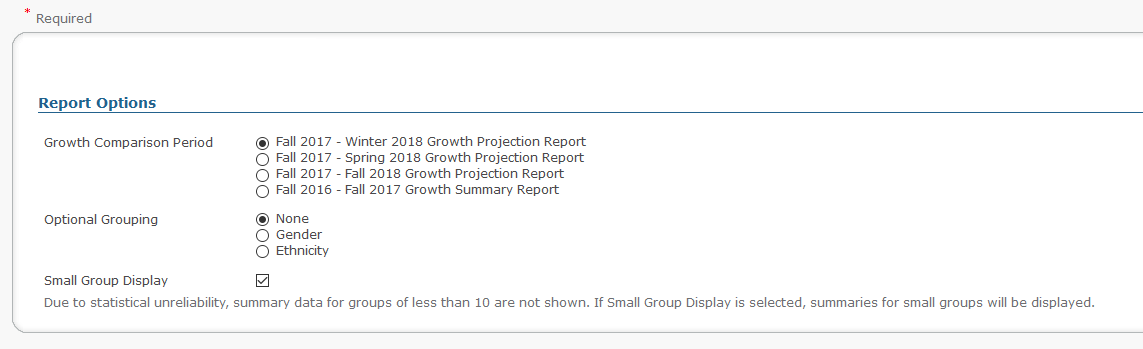 * Required
Report Options
Growth Comparison Period
Fall 2017 - Winter 2018 Growth Projection Report
Fall 2017 - Spring 2018 Growth Projection Report
Fall 2017 - Fall 2018 Growth Projection Report
Fall 2016 - Fall 2017 Growth Summary Report
Optional Grouping
None
Gender
Ethnicity
Small Group Display
Due to statistical unreliability, summary data for groups of less than 10 are not shown. If Small Group Display is selected, summaries for small groups will be displayed.